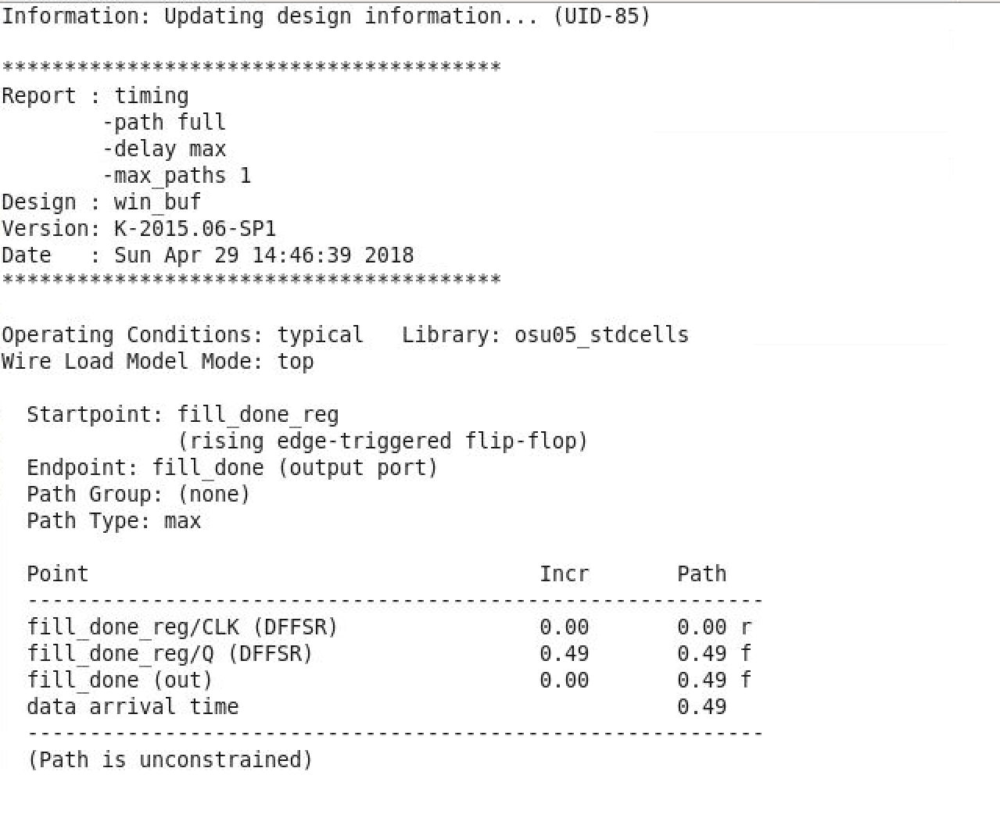 Information: Updating design information... (UID-85)
****************************************
Report : timing
-path full
-delay max
-max_paths 1
Design : win_buf
Version: K-2015.06-SP1
Date   : Sun Apr 29 14:46:39 2018
****************************************
Operating Conditions: typical   Library: osu05_stdcells
Wire Load Model Mode: top
Startpoint: fill_done_reg
(rising edge-triggered flip-flop)
Endpoint: fill_done (output port)
Path Group: (none)
Path Type: max
Point                                    Incr       Path
-----------------------------------------------------------
fill_done_reg/CLK (DFFSR)                0.00       0.00 r
fill_done_reg/Q (DFFSR)                  0.49       0.49 f
fill_done (out)                          0.00       0.49 f
data arrival time                                   0.49
-----------------------------------------------------------
(Path is unconstrained)